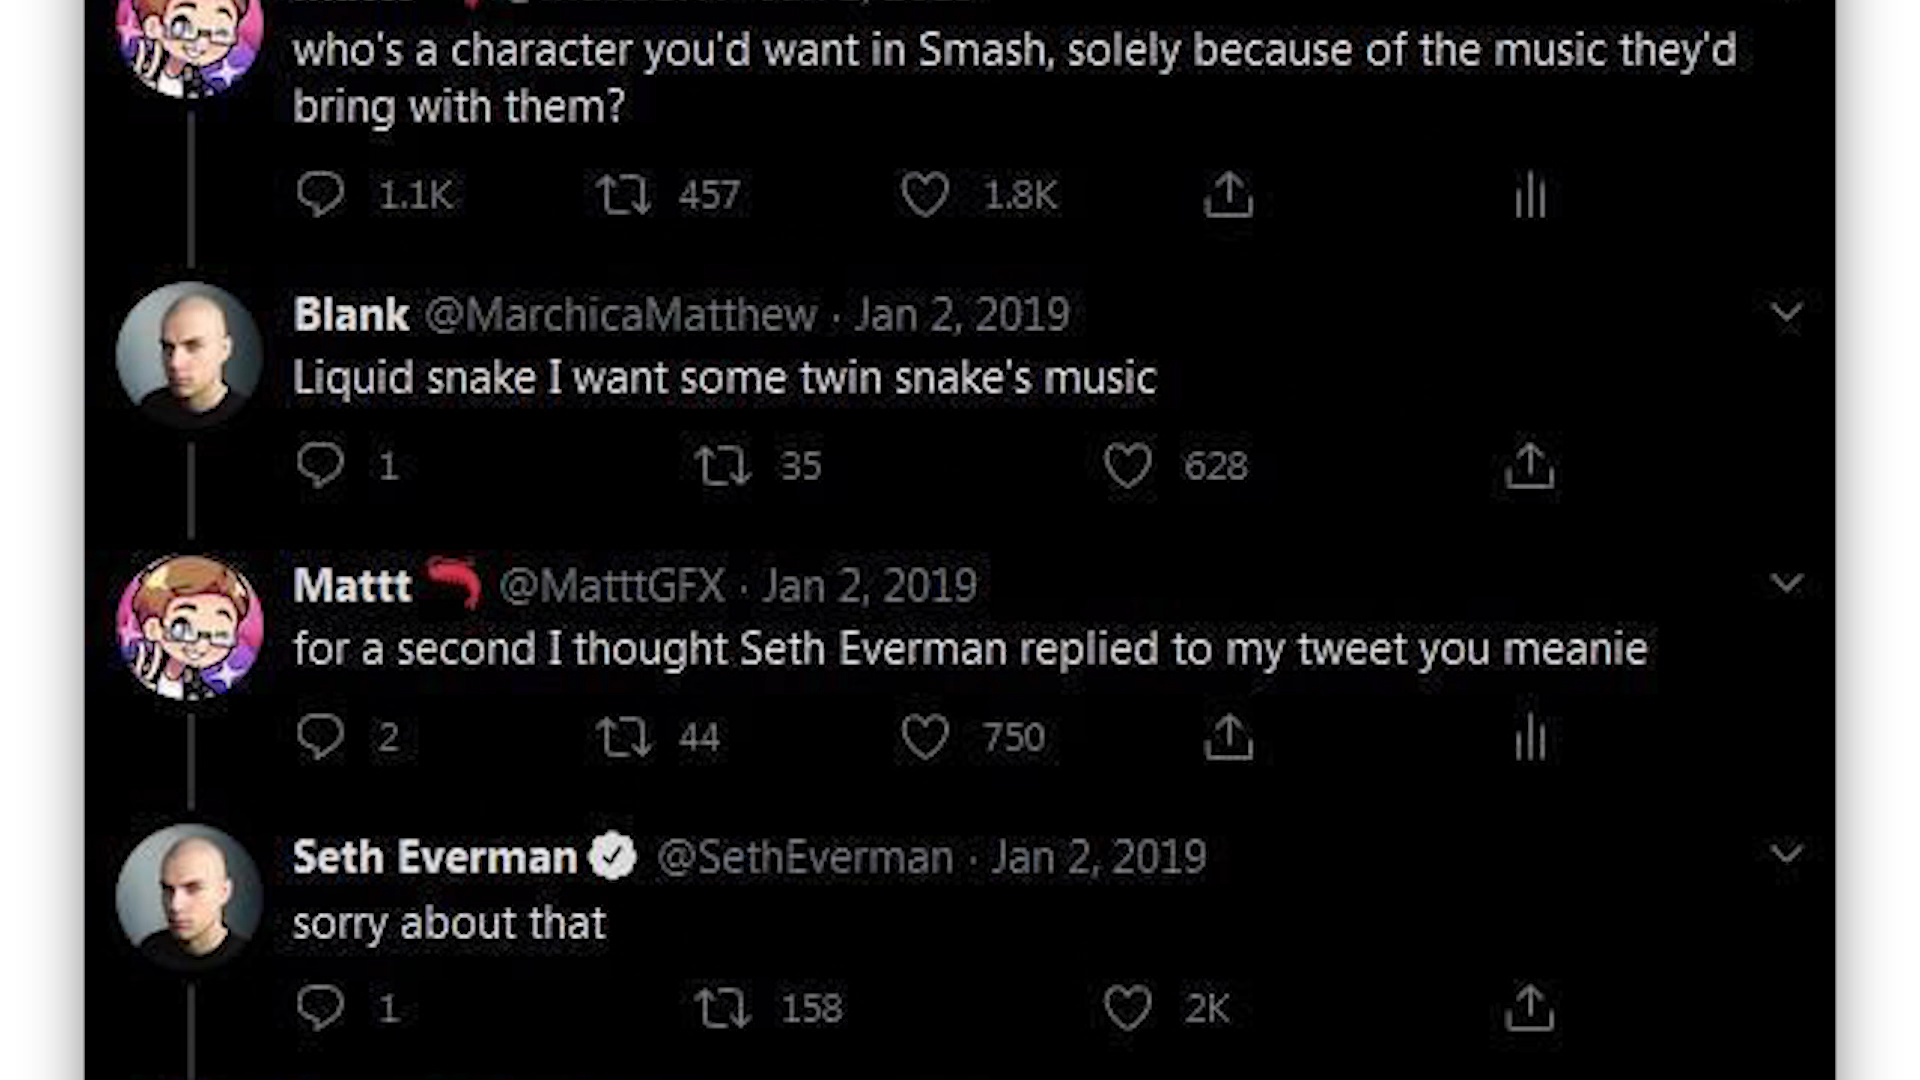 who's a character you'd want in Smash, solely because of the music they'd
bring with them?
1.1K 457 1.8K
Blank @MarchicaMatthew · Jan 2, 2019
Liquid snake I want some twin snake's music
1 35 628
Mattt 🦐 @MatttGFX · Jan 2, 2019
for a second I thought Seth Everman replied to my tweet you meanie
2 44 750
Seth Everman @SethEverman · Jan 2, 2019
sorry about that
1 158 2K